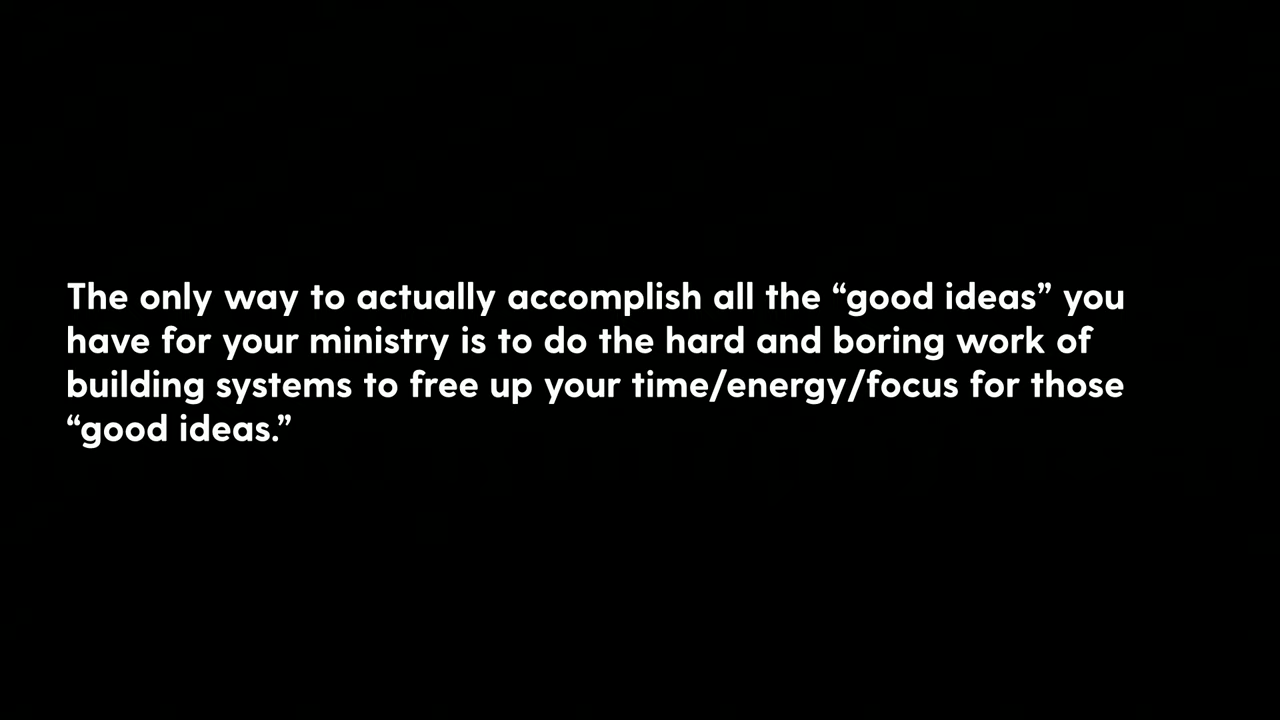 The only way to actually accomplish all the “good ideas” you
have for your ministry is to do the hard and boring work of
building systems to free up your time/energy/focus for those
“good ideas.”